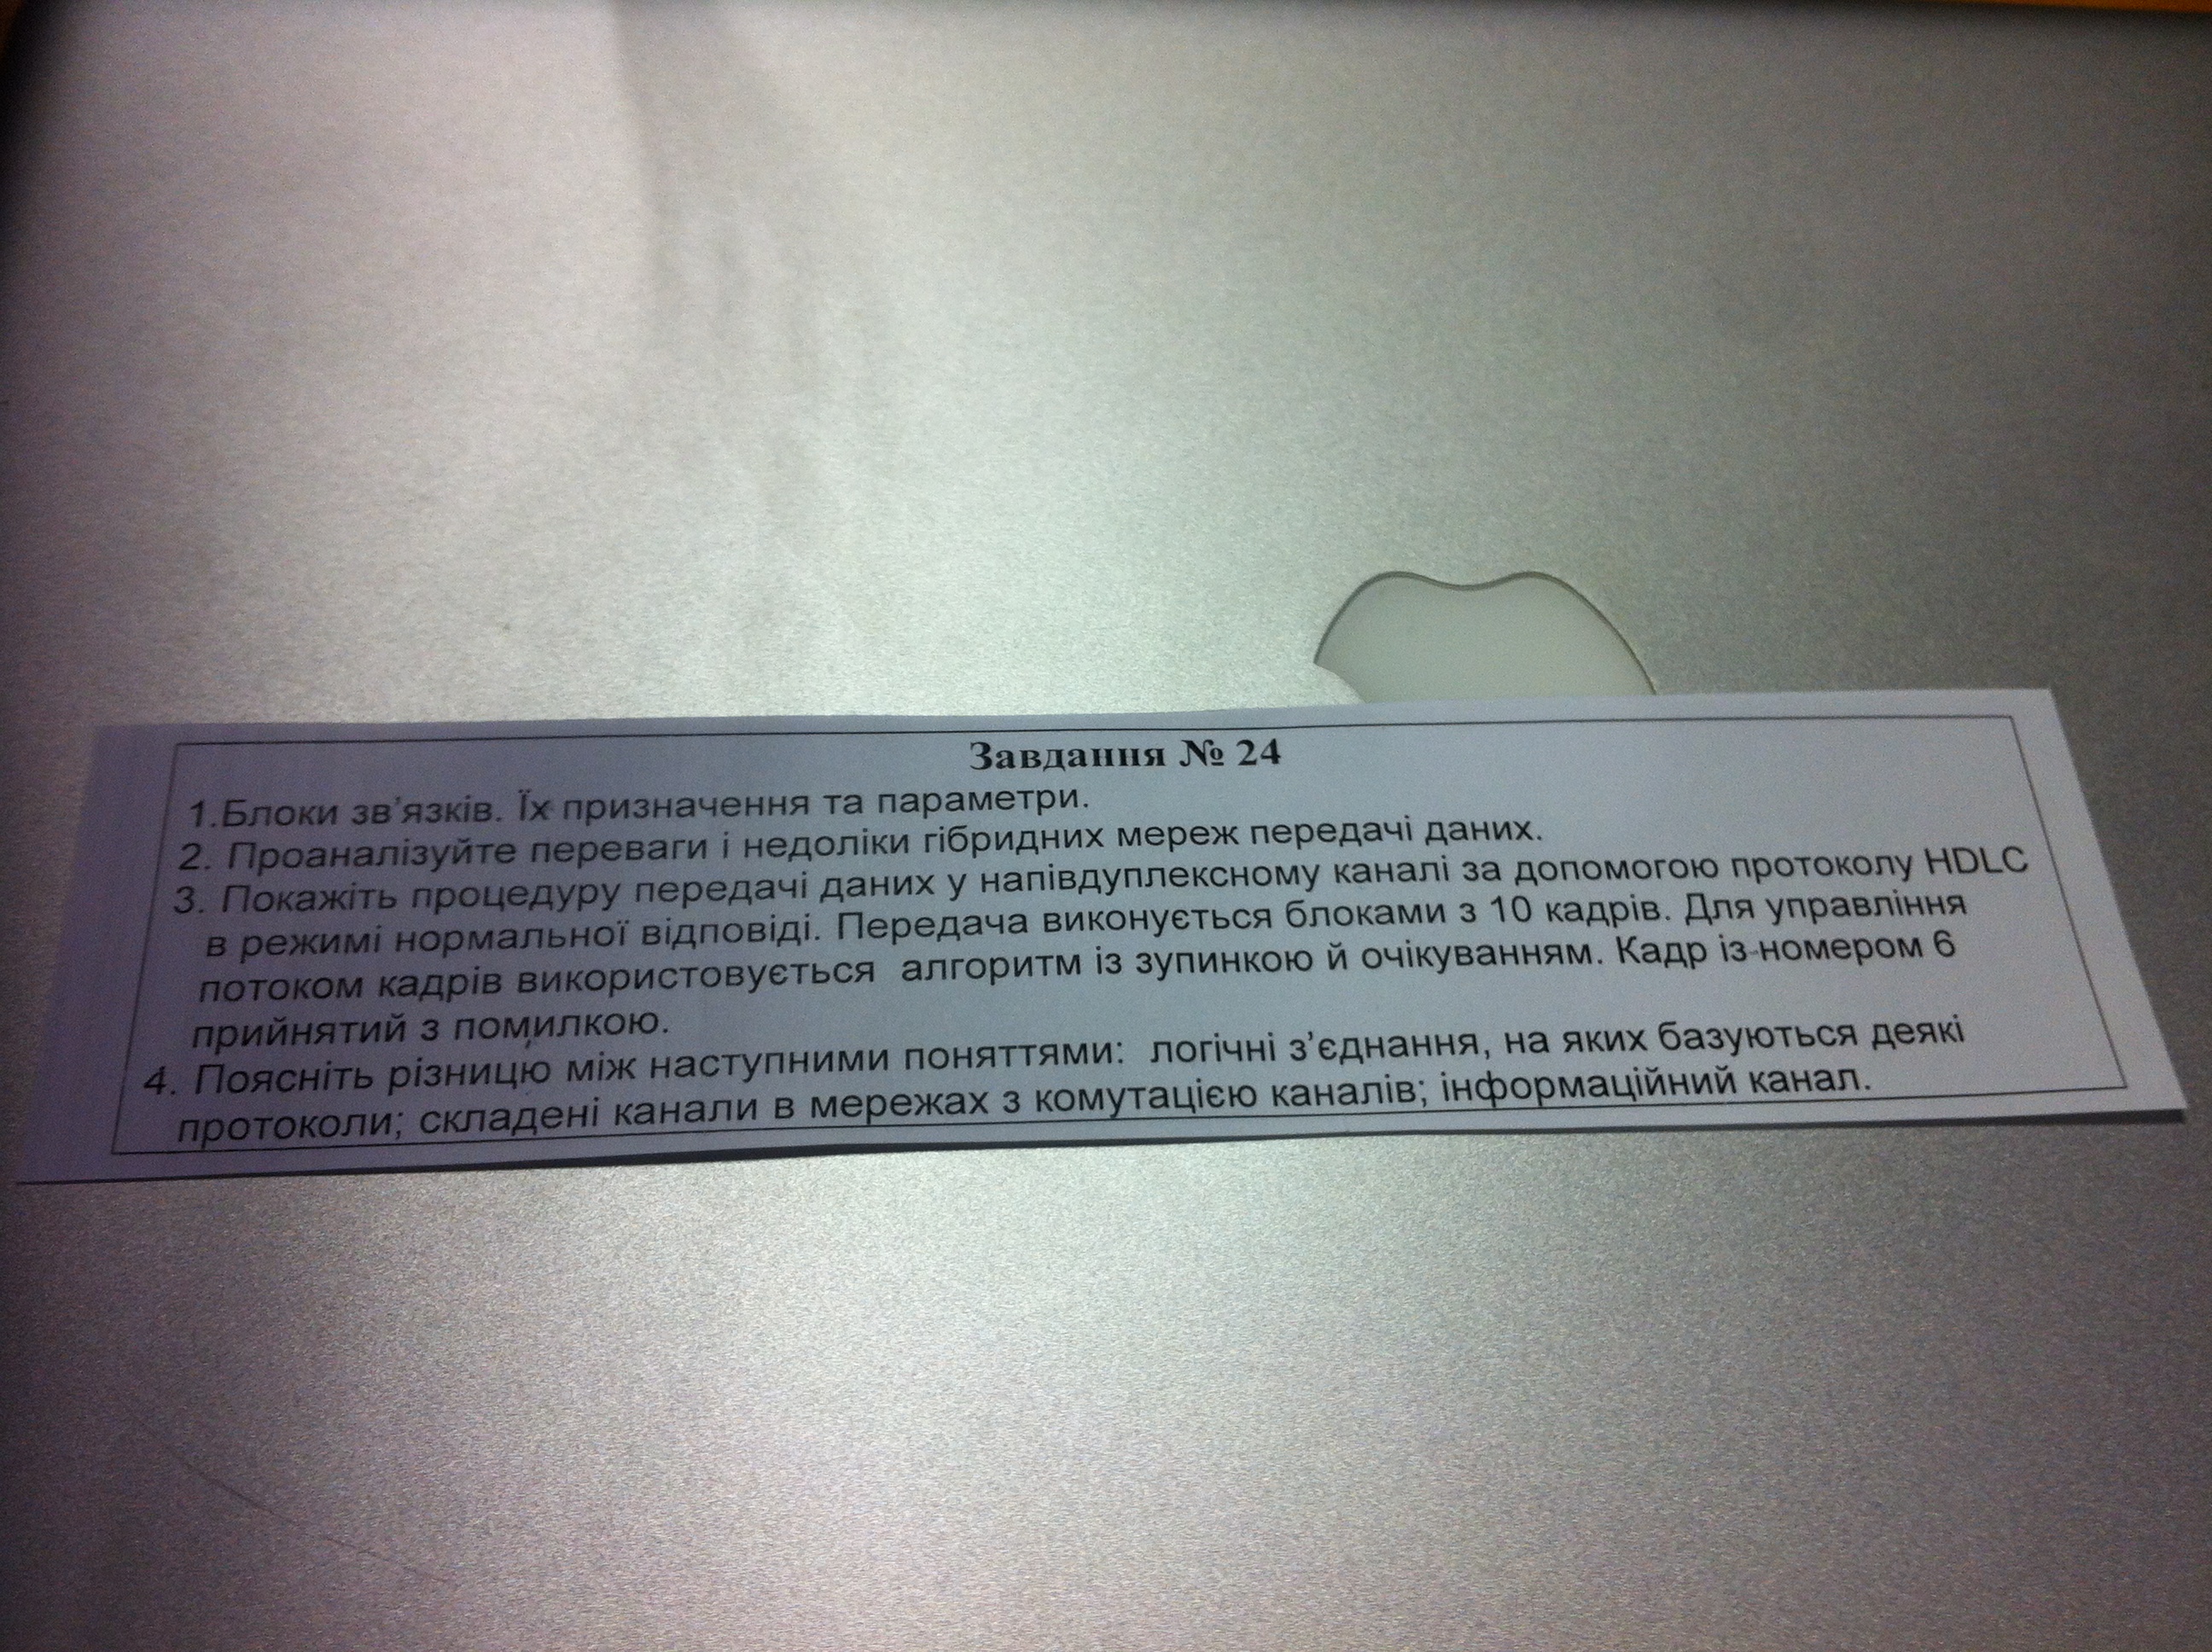 Завдання № 24
1.Блоки зв'язків. Їх призначення та параметри.
2. Проаналізуйте переваги і недоліки гібридних мереж передачі даних.
3. Покажіть процедуру передачі даних у напівдуплексному каналі за допомогою протоколу HDLC
в режимі нормальної відповіді. Передача виконується блоками з 10 кадрів. Для управління
потоком кадрів використовується алгоритм із зупинкою й очікуванням. Кадр із номером 6
прийнятий з помилкою.
4. Поясніть різницю між наступними поняттями: логічні з'єднання, на яких базуються деякі
протоколи; складені канали в мережах з комутацією каналів; інформаційний канал.